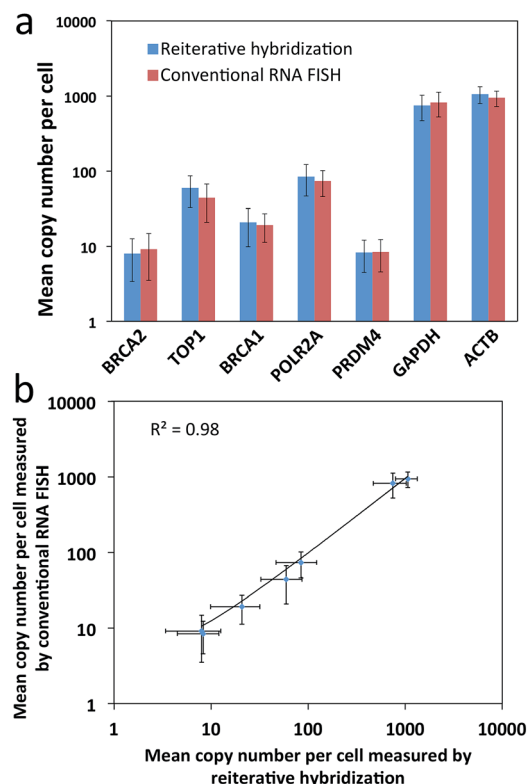 a
10000
1000
100
10
1
Mean copy number per cell
Reiterative hybridization
Conventional RNA FISH
BRCA2
TOP1
BRCA1
POLR2A
PRDM4
GAPDH
ACTB
b
10000
1000
100
10
1
Mean copy number per cell measured
by conventional RNA FISH
R² = 0.98
1
10
100
1000
10000
Mean copy number per cell measured by
reiterative hybridization